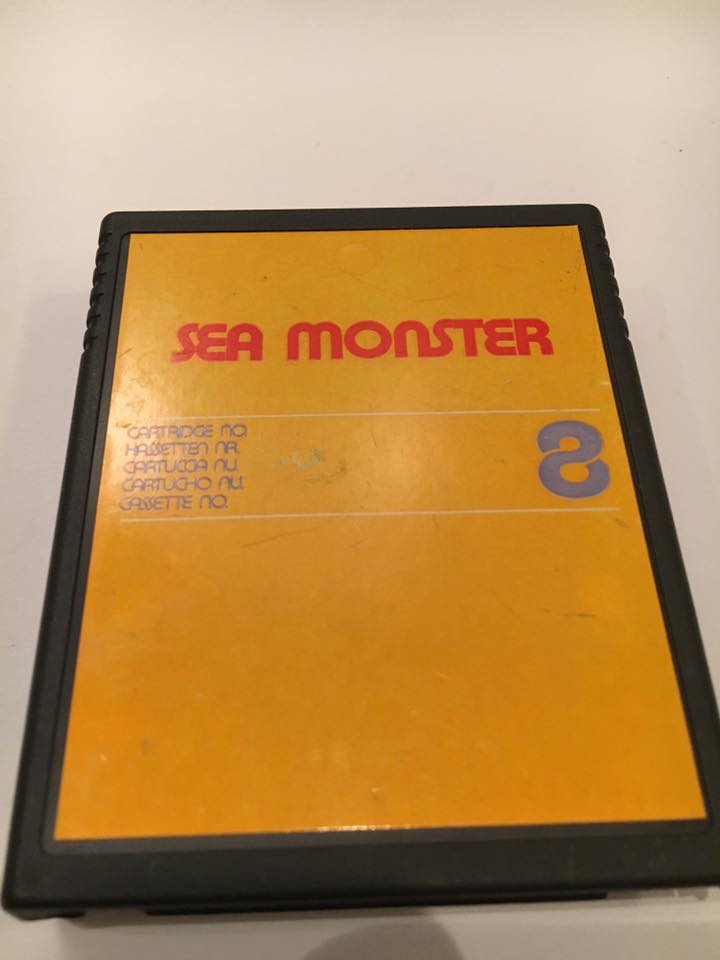 SEA MONSTER
CARTRIDGE NO.
KASSETTEN NR.
CARTUCCIA NU.
CARTUCHO NU.
CASSETTE NO.
8